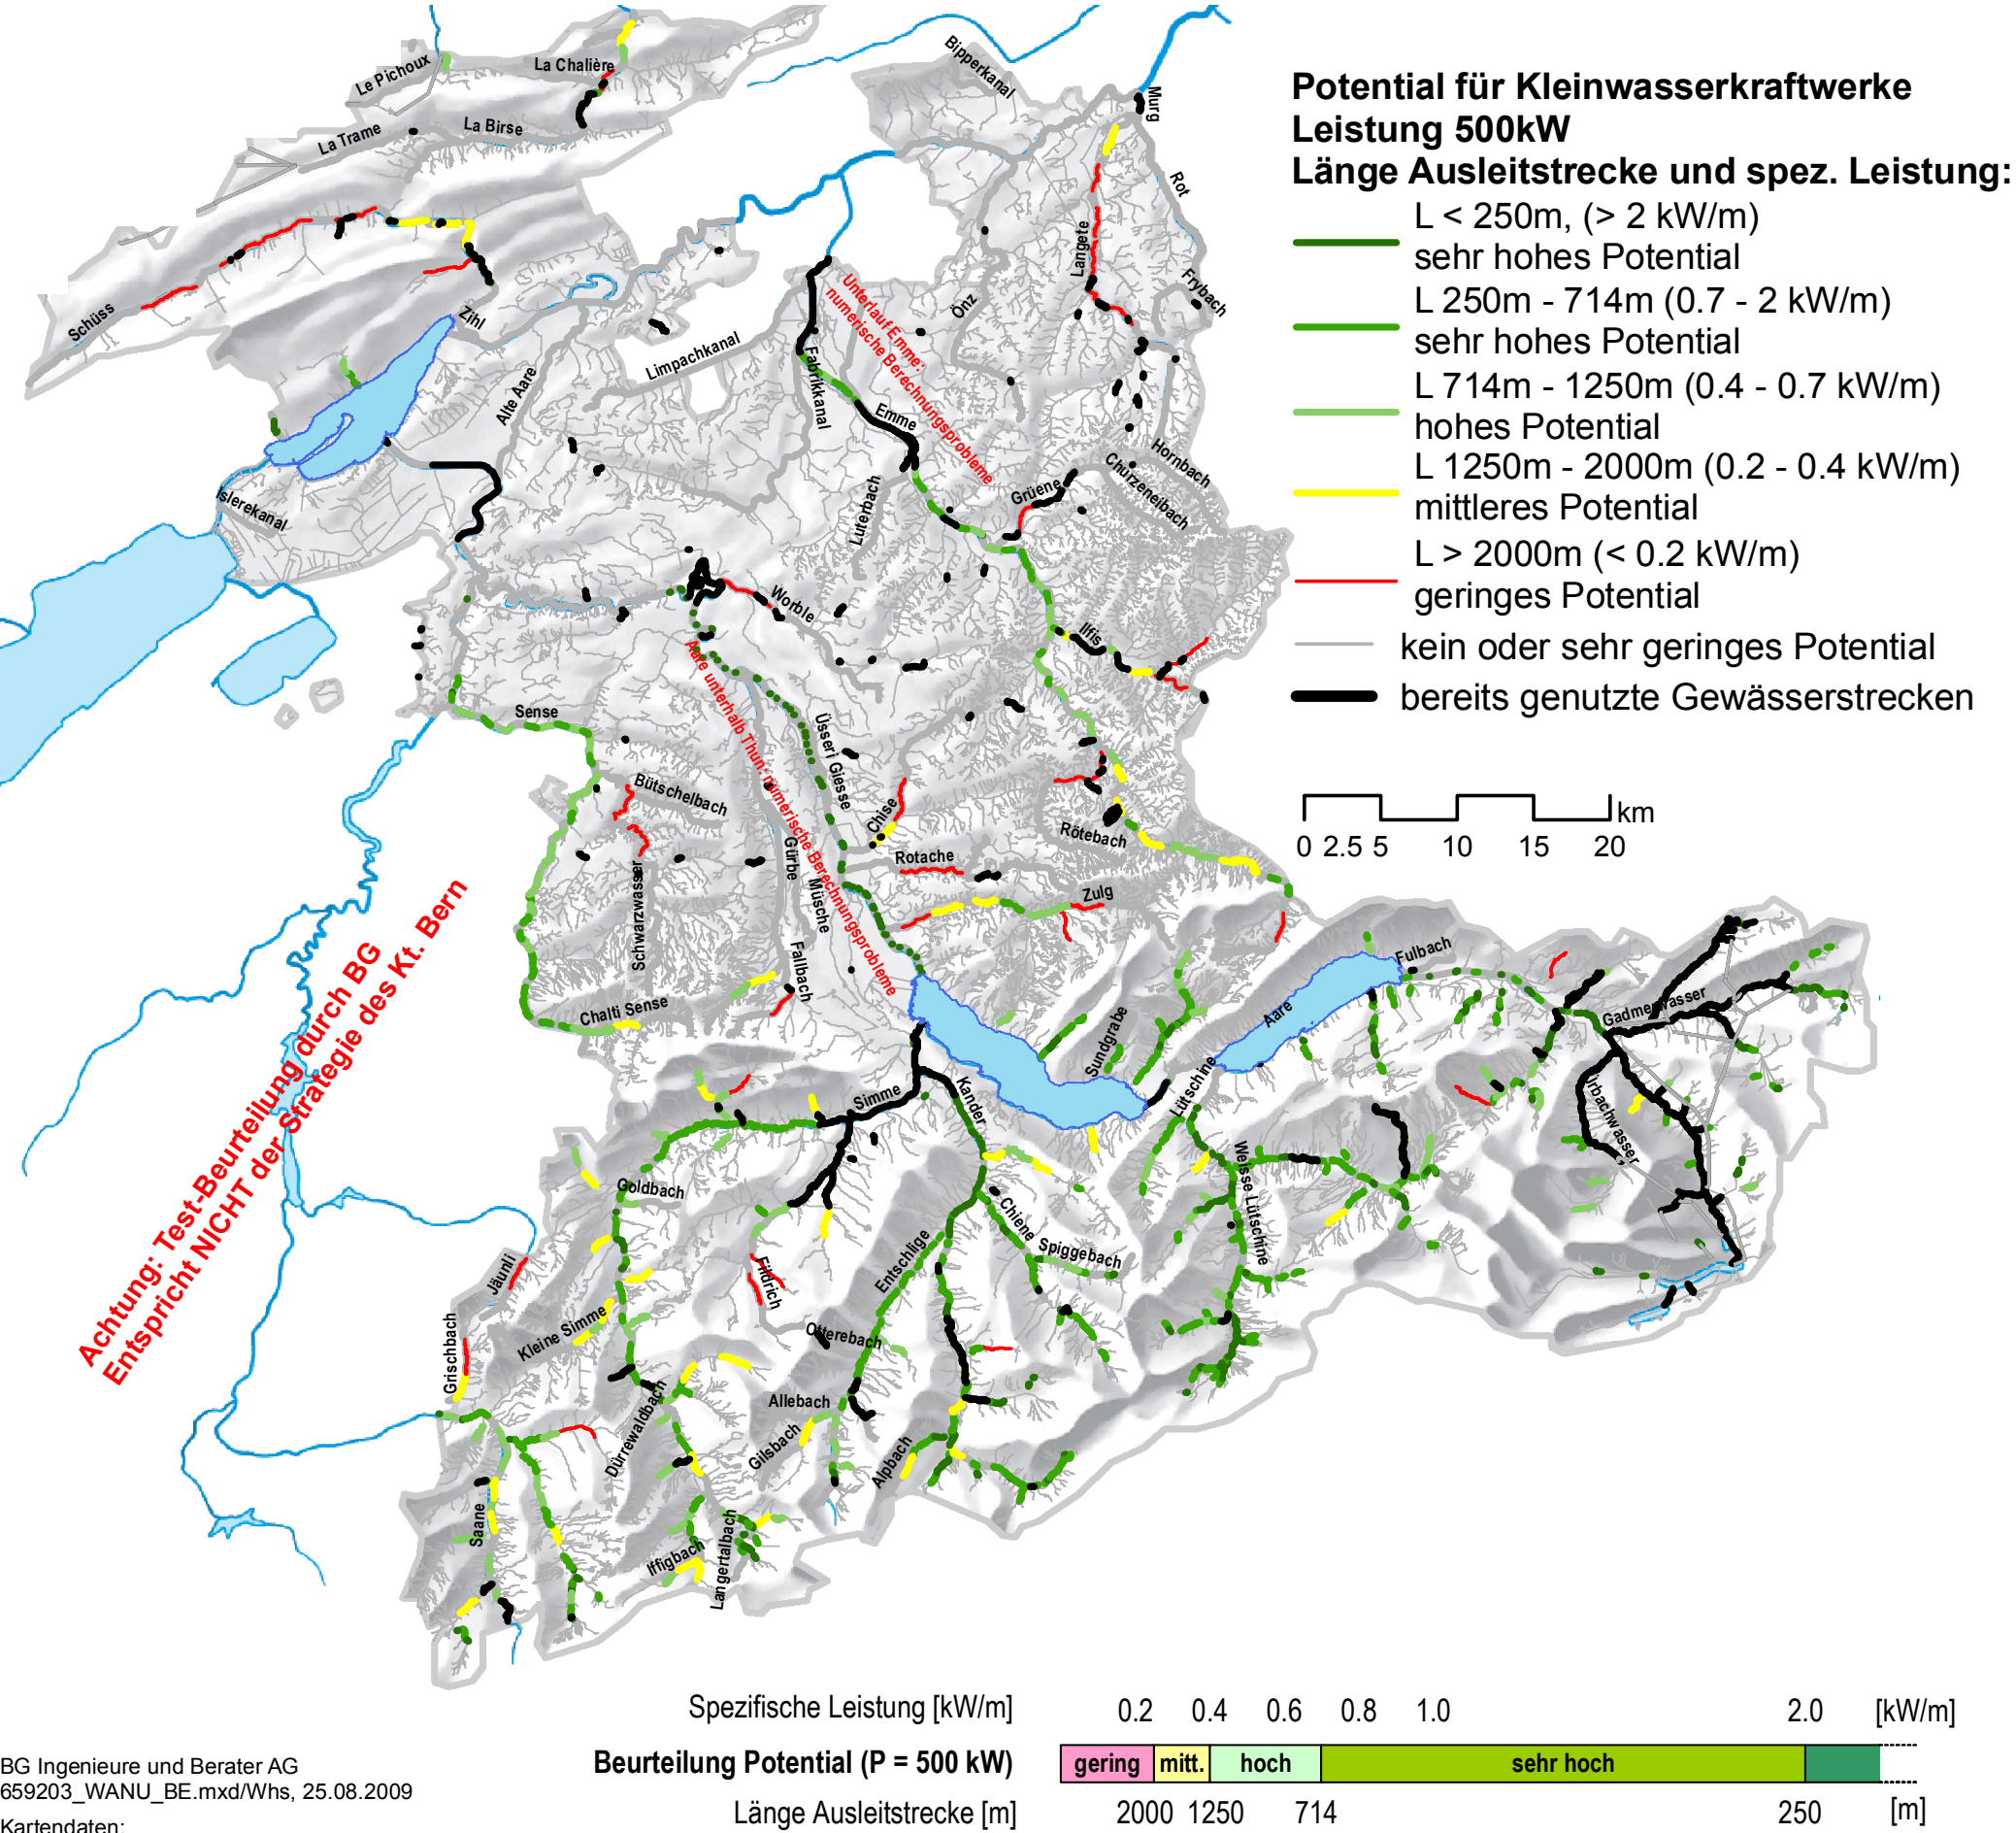 Potential für Kleinwasserkraftwerke
Leistung 500kW
Länge Ausleitstrecke und spez. Leistung:
L < 250m, (> 2 kW/m)
sehr hohes Potential
L 250m - 714m (0.7 - 2 kW/m)
sehr hohes Potential
L 714m - 1250m (0.4 - 0.7 kW/m)
hohes Potential
L 1250m - 2000m (0.2 - 0.4 kW/m)
mittleres Potential
L > 2000m (< 0.2 kW/m)
geringes Potential
kein oder sehr geringes Potential
bereits genutzte Gewässerstrecken
km
0 2.5 5 10 15 20
Le Pichoux
La Chalière
La Trame
La Birse
Bipperkanal
Murg
Rot
Langete
Frybach
Önz
Schüss
Zihl
Limpachkanal
Alte Aare
Fabrikkanal
Emme
Unterlauf Emme:
numerische Berechnungsprobleme
Islerekanal
Luterbach
Grüene
Hornbach
Churzeneibach
Worble
Ilfis
Aare unterhalb Thun: numerische Berechnungsprobleme
Sense
Üsseri Giesse
Bütschelbach
Chise
Rötebach
Gürbe
Rotache
Müsche
Zulg
Schwarzwasser
Fallbach
Chalti Sense
Fulbach
Aare
Sundgrabe
Gadmerwasser
Urbachwasser
Lütschine
Simme
Kander
Weisse Lütschine
Goldbach
Chiene
Spiggebach
Entschlige
Fildrich
Jäunli
Kleine Simme
Otterebach
Grischbach
Allebach
Gilsbach
Dürrewaldbach
Alpbach
Saane
Iffigbach
Langertalbach
Achtung: Test-Beurteilung durch BG
Entspricht NICHT der Strategie des Kt. Bern
Spezifische Leistung [kW/m] 0.2 0.4 0.6 0.8 1.0 2.0 [kW/m]
Beurteilung Potential (P = 500 kW) gering mitt. hoch sehr hoch
Länge Ausleitstrecke [m] 2000 1250 714 250 [m]
BG Ingenieure und Berater AG
659203_WANU_BE.mxd/Whs, 25.08.2009
Kartendaten: